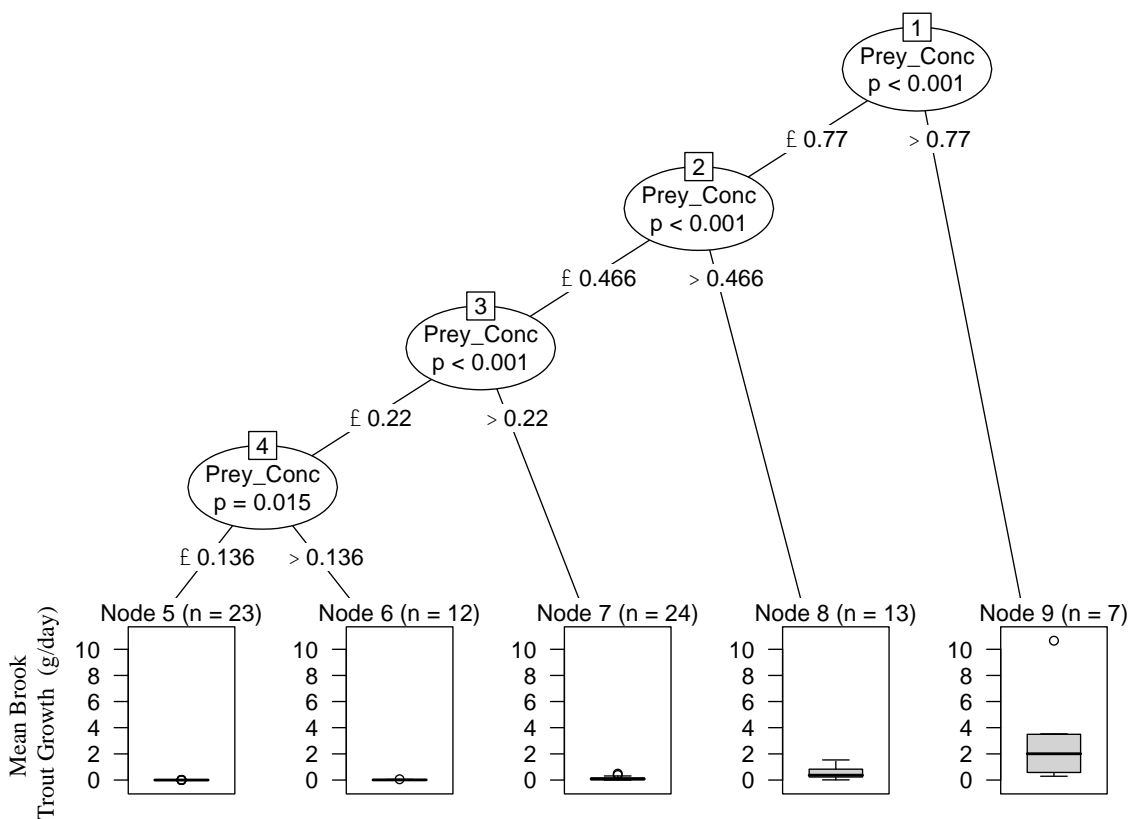 1
Prey_Conc
p < 0.001
£ 0.77
> 0.77
2
Prey_Conc
p < 0.001
£ 0.466
> 0.466
3
Prey_Conc
p < 0.001
£ 0.22
> 0.22
4
Prey_Conc
p = 0.015
£ 0.136
> 0.136
Mean Brook
Trout Growth (g/day)
Node 5 (n = 23)
10
8
6
4
2
0
Node 6 (n = 12)
10
8
6
4
2
0
Node 7 (n = 24)
10
8
6
4
2
0
Node 8 (n = 13)
10
8
6
4
2
0
Node 9 (n = 7)
10
8
6
4
2
0